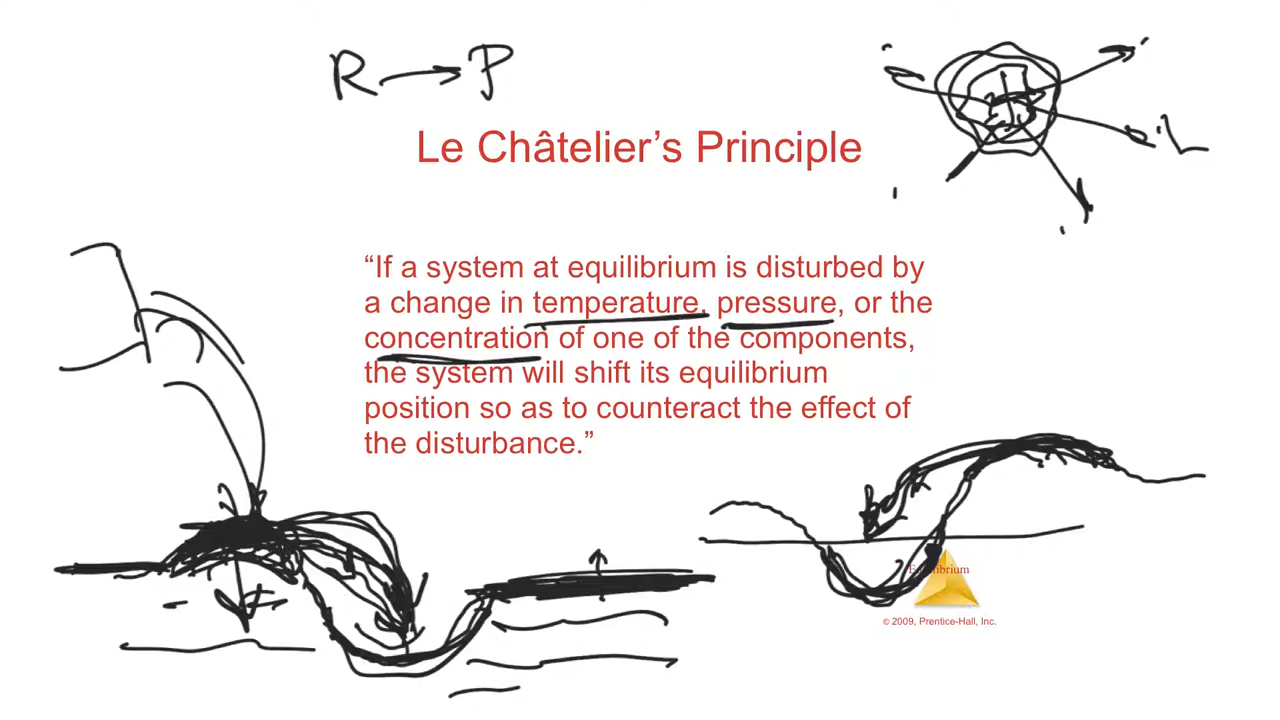 R → P
Le Châtelier’s Principle
“If a system at equilibrium is disturbed by
a change in temperature, pressure, or the
concentration of one of the components,
the system will shift its equilibrium
position so as to counteract the effect of
the disturbance.”
Equilibrium
© 2009, Prentice-Hall, Inc.